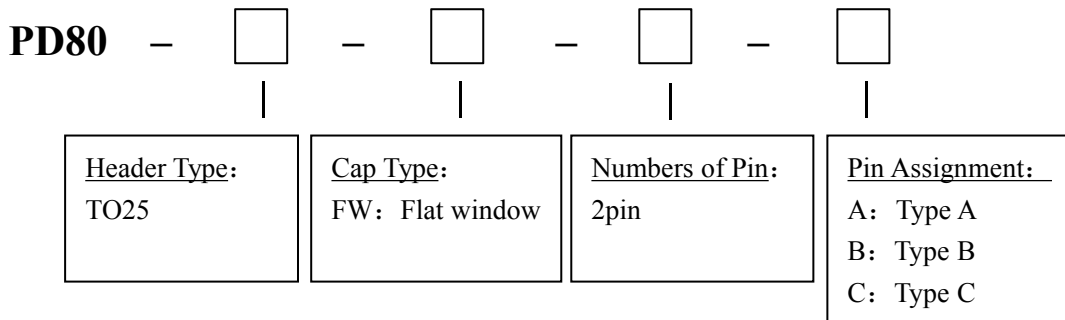 PD80 – □ – □ – □ – □
Header Type：
TO25
Cap Type：
FW：Flat window
Numbers of Pin：
2pin
Pin Assignment：
A：Type A
B：Type B
C：Type C